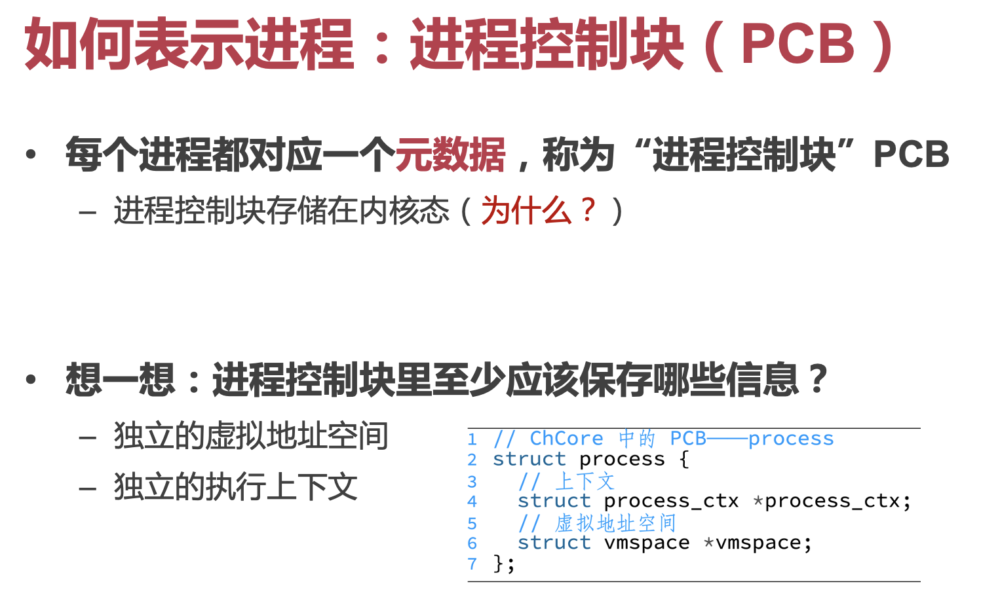 如何表示进程：进程控制块（PCB）
• 每个进程都对应一个元数据，称为“进程控制块”PCB
– 进程控制块存储在内核态（为什么？）
• 想一想：进程控制块里至少应该保存哪些信息？
– 独立的虚拟地址空间
– 独立的执行上下文
1 // ChCore 中的 PCB——process
2 struct process {
3 // 上下文
4 struct process_ctx *process_ctx;
5 // 虚拟地址空间
6 struct vmspace *vmspace;
7 };